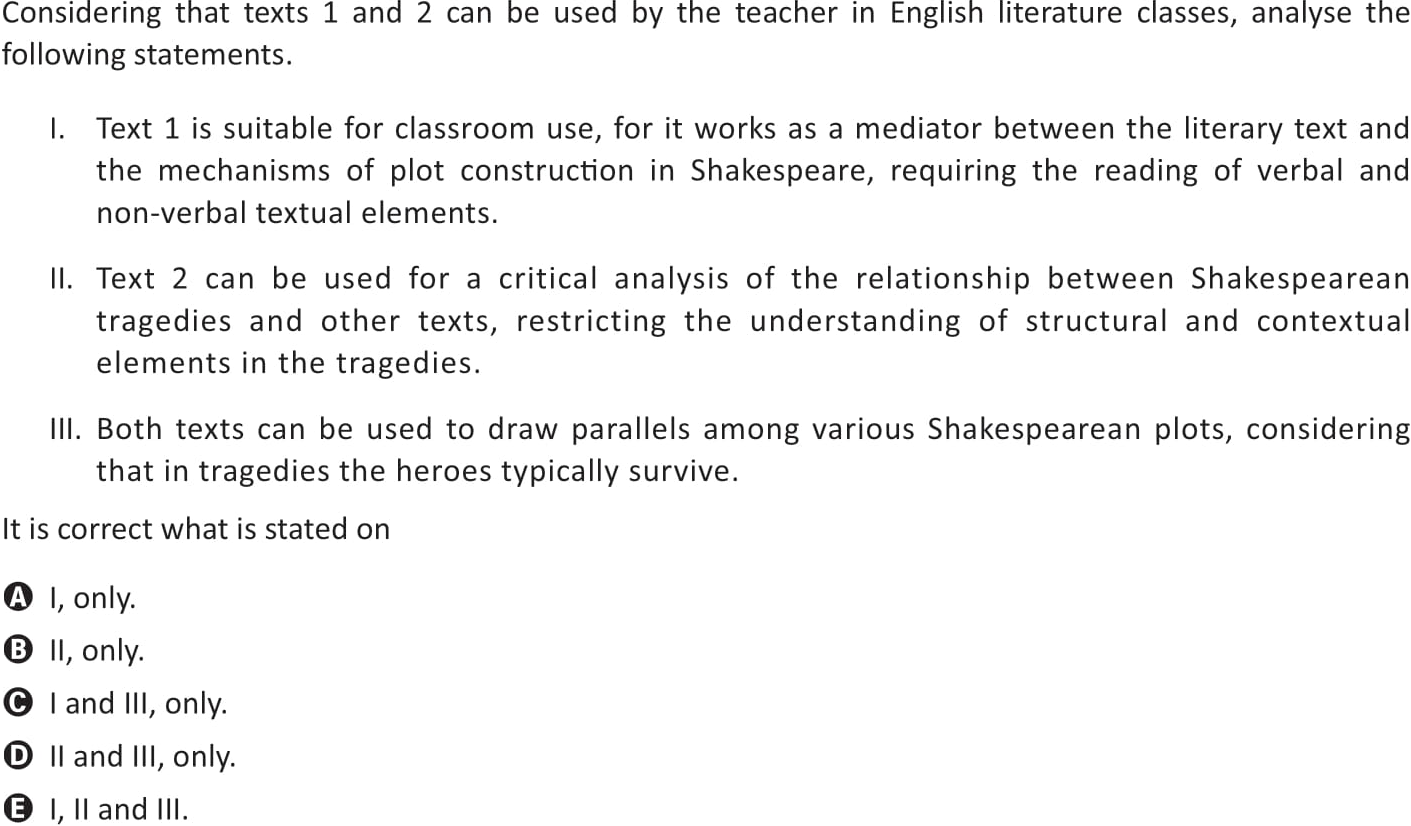 Considering that texts 1 and 2 can be used by the teacher in English literature classes, analyse the
following statements.
I. Text 1 is suitable for classroom use, for it works as a mediator between the literary text and
the mechanisms of plot construction in Shakespeare, requiring the reading of verbal and
non-verbal textual elements.
II. Text 2 can be used for a critical analysis of the relationship between Shakespearean
tragedies and other texts, restricting the understanding of structural and contextual
elements in the tragedies.
III. Both texts can be used to draw parallels among various Shakespearean plots, considering
that in tragedies the heroes typically survive.
It is correct what is stated on
A I, only.
B II, only.
C I and III, only.
D II and III, only.
E I, II and III.